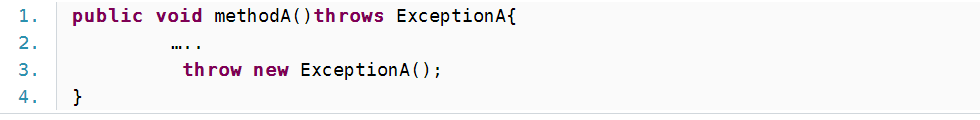 1. public void methodA()throws ExceptionA{
2. …..
3. throw new ExceptionA();
4. }